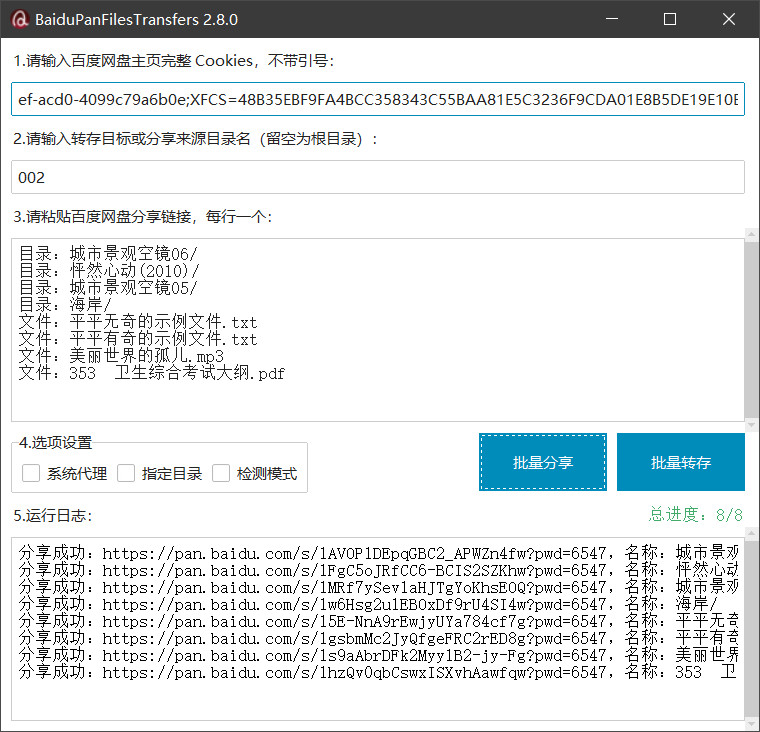 BaiduPanFilesTransfers 2.8.0
1.请输入百度网盘主页完整 Cookies，不带引号：
ef-acd0-4099c79a6b0e;XFCS=48B35EBF9FA4BCC358343C55BAA81E5C3236F9CDA01E8B5DE19E10E
2.请输入转存目标或分享来源目录名（留空为根目录）：
002
3.请粘贴百度网盘分享链接，每行一个：
目录：城市景观空镜06/
目录：怦然心动(2010)/
目录：城市景观空镜05/
目录：海岸/
文件：平平无奇的示例文件.txt
文件：平平有奇的示例文件.txt
文件：美丽世界的孤儿.mp3
文件：353  卫生综合考试大纲.pdf
4.选项设置
系统代理 指定目录 检测模式
批量分享 批量转存
5.运行日志：
总进度：8/8
分享成功：https://pan.baidu.com/s/1AVOP1DEpqGBC2_APWZn4fw?pwd=6547，名称：城市景观
分享成功：https://pan.baidu.com/s/1FgC5oJRfCC6-BCIS2SZKhw?pwd=6547，名称：怦然心动
分享成功：https://pan.baidu.com/s/1MRf7ySevlaHJTgYoKhsEOQ?pwd=6547，名称：城市景观
分享成功：https://pan.baidu.com/s/1w6Hsg2ulEBOxDf9rU4SI4w?pwd=6547，名称：海岸/
分享成功：https://pan.baidu.com/s/15E-NnA9rEwjyUYa784cf7g?pwd=6547，名称：平平无奇
分享成功：https://pan.baidu.com/s/1gsbmMc2JyQfgeFRC2rED8g?pwd=6547，名称：平平有奇
分享成功：https://pan.baidu.com/s/1s9aAbrDFk2Myy1B2-jy-Fg?pwd=6547，名称：美丽世界
分享成功：https://pan.baidu.com/s/1hzQv0qbCswxISXvhAawfqw?pwd=6547，名称：353  卫